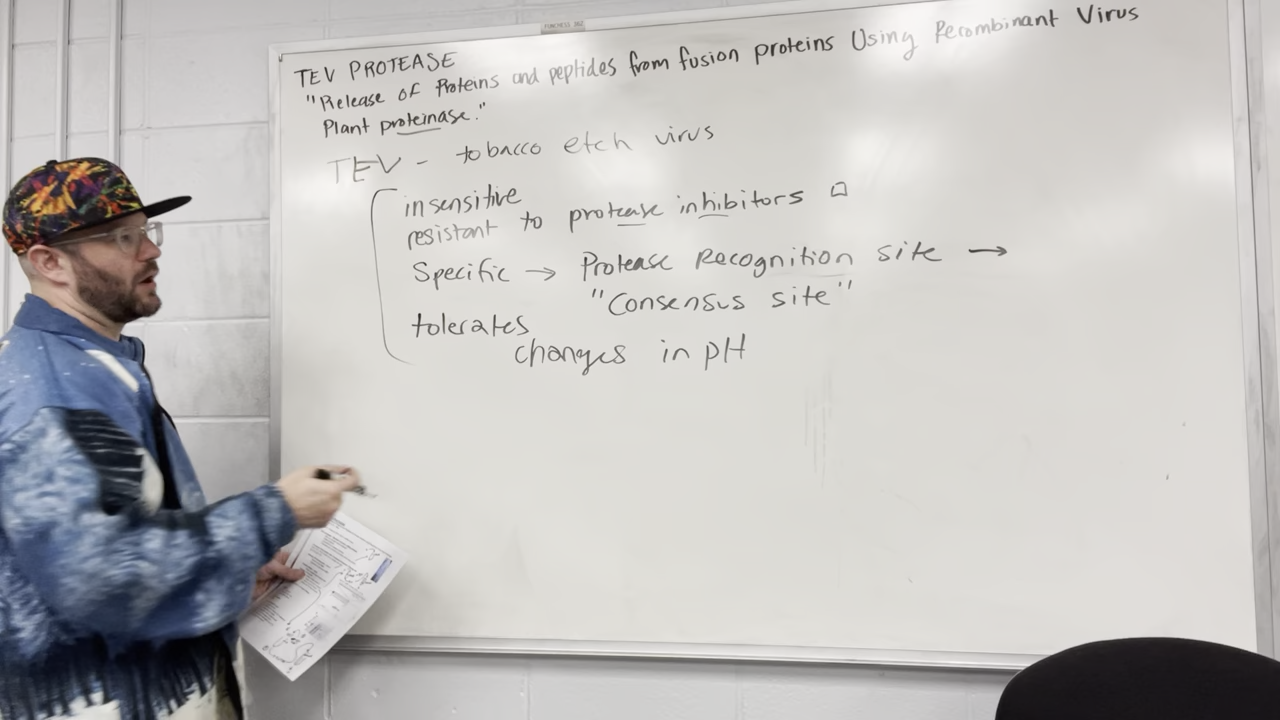 TEV PROTEASE
"Release of Proteins and peptides from fusion proteins Using Recombinant Virus
Plant proteinase."
TEV - tobacco etch virus
insensitive
resistant to protease inhibitors
Specific → Protease Recognition site →
"Consensus site"
tolerates
changes in pH